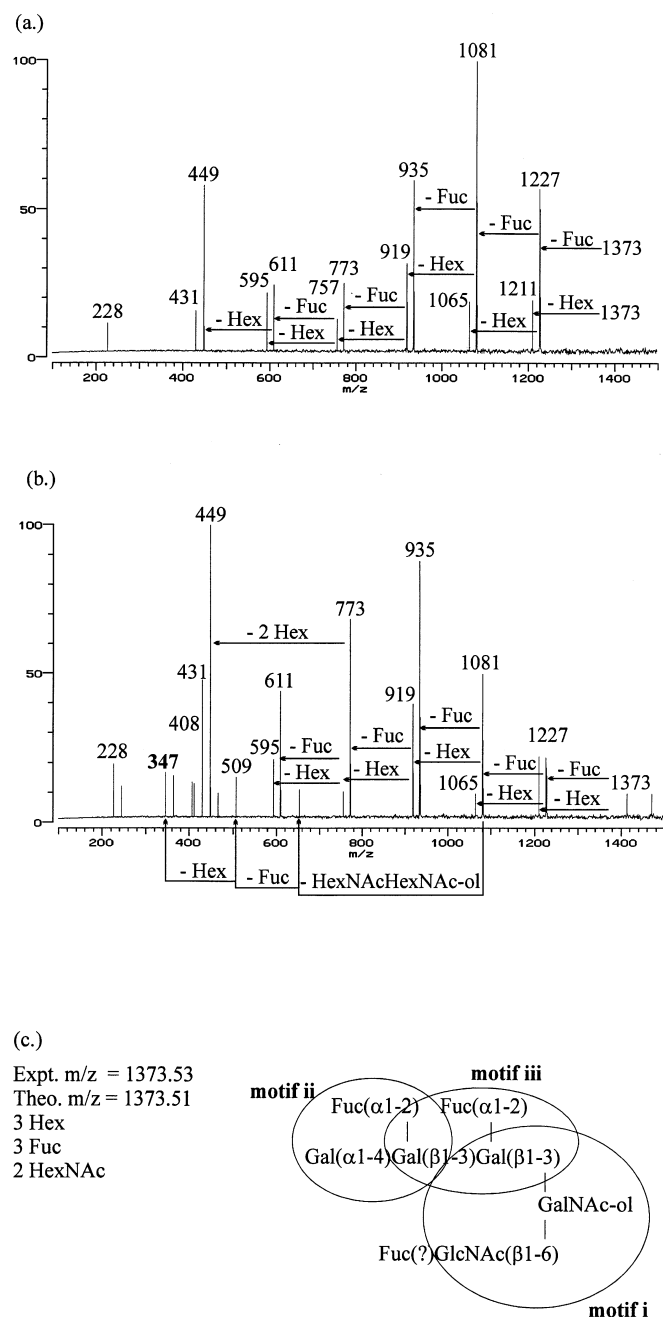 (a.)
100
1081
449
935
1227
- Fuc
- Fuc
50
- Fuc
1373
919
- Hex
611
773
595
757
- Fuc
- Fuc
1065
1211
- Hex
1373
431
228
- Hex
- Hex
- Hex
- Hex
0
200
400
600
800
1000
1200
1400
m/z
(b.)
100
449
935
773
- 2 Hex
1081
50
431
611
919
- Fuc
408
1227
228
347
509
595
- Fuc
- Fuc
- Fuc
- Fuc
- Hex
- Hex
- Hex
1065
- Hex
- Hex
1373
0
200
400
600
800
1000
1200
1400
m/z
- Hex
- Fuc
- HexNAcHexNAc-ol
(c.)
Expt. m/z = 1373.53
Theo. m/z = 1373.51
3 Hex
3 Fuc
2 HexNAc
motif ii
motif iii
Fuc(α1-2)
Fuc(α1-2)
Gal(α1-4)Gal(β1-3)Gal(β1-3)
GalNAc-ol
Fuc(?)GlcNAc(β1-6)
motif i